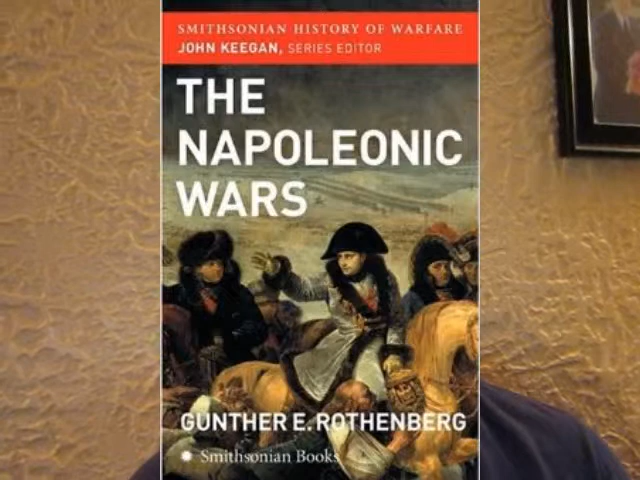 SMITHSONIAN HISTORY OF WARFARE
JOHN KEEGAN, SERIES EDITOR
THE
NAPOLEONIC
WARS
GUNTHER E. ROTHENBERG
Smithsonian Books